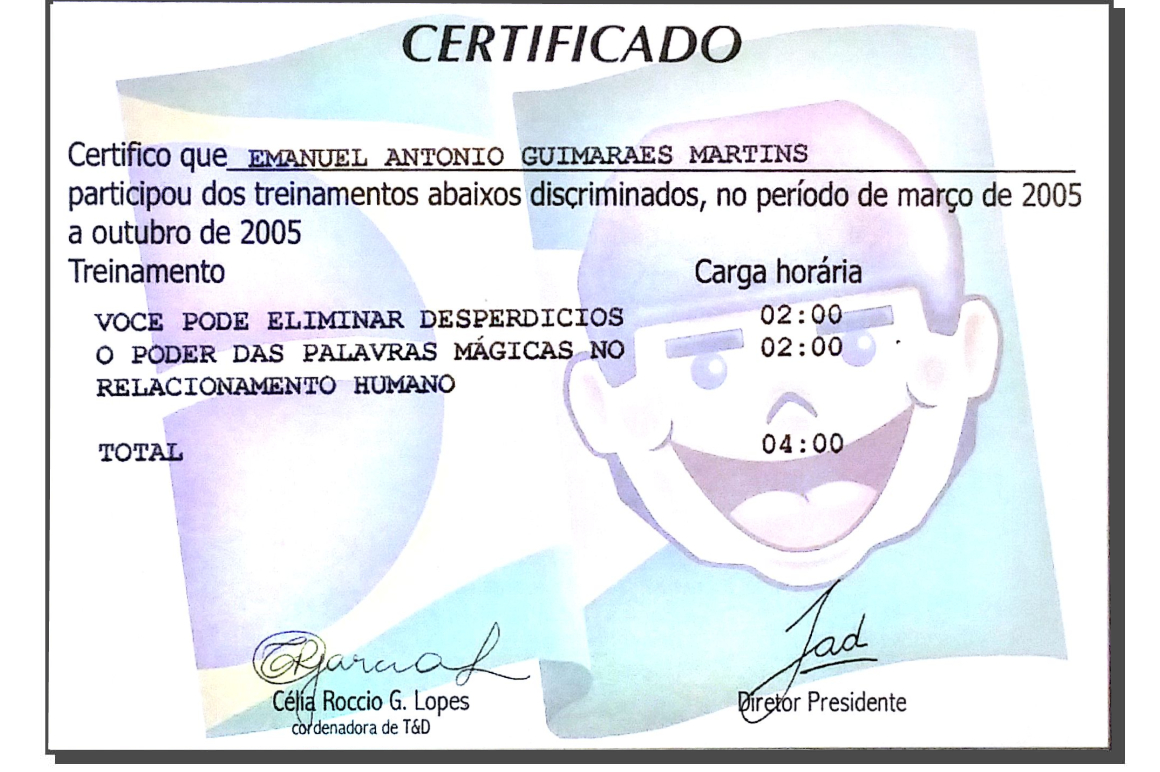 CERTIFICADO
Certifico que EMANUEL ANTONIO GUIMARAES MARTINS
participou dos treinamentos abaixos discriminados, no período de março de 2005
a outubro de 2005
Treinamento Carga horária
VOCE PODE ELIMINAR DESPERDICIOS 02:00
O PODER DAS PALAVRAS MÁGICAS NO 02:00
RELACIONAMENTO HUMANO
TOTAL 04:00
Célia Roccio G. Lopes
cordenadora de T&D
Diretor Presidente